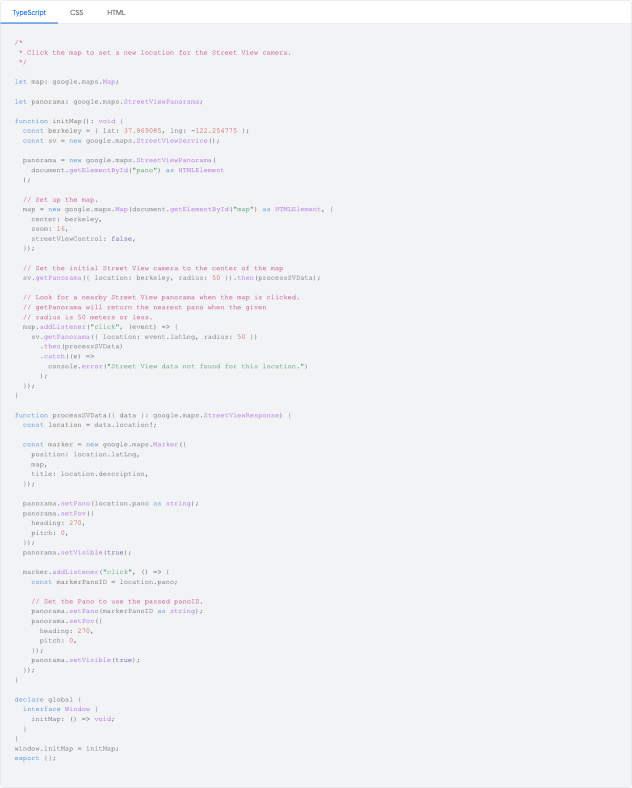 TypeScript CSS HTML
/*
 * Click the map to set a new location for the Street View camera.
 */
let map: google.maps.Map;
let panorama: google.maps.StreetViewPanorama;
function initMap(): void {
  const berkeley = { lat: 37.869085, lng: -122.254775 };
  const sv = new google.maps.StreetViewService();
  panorama = new google.maps.StreetViewPanorama(
    document.getElementById("pano") as HTMLElement
  );
  // Set up the map.
  map = new google.maps.Map(document.getElementById("map") as HTMLElement, {
    center: berkeley,
    zoom: 16,
    streetViewControl: false,
  });
  // Set the initial Street View camera to the center of the map
  sv.getPanorama({ location: berkeley, radius: 50 }).then(processSVData);
  // Look for a nearby Street View panorama when the map is clicked.
  // getPanorama will return the nearest pano when the given
  // radius is 50 meters or less.
  map.addListener("click", (event) => {
    sv.getPanorama({ location: event.latLng, radius: 50 })
      .then(processSVData)
      .catch((e) =>
        console.error("Street View data not found for this location.")
      );
  });
}
function processSVData({ data }: google.maps.StreetViewResponse) {
  const location = data.location!;
  const marker = new google.maps.Marker({
    position: location.latLng,
    map,
    title: location.description,
  });
  panorama.setPano(location.pano as string);
  panorama.setPov({
    heading: 270,
    pitch: 0,
  });
  panorama.setVisible(true);
  marker.addListener("click", () => {
    const markerPanoID = location.pano;
    // Set the Pano to use the passed panoID.
    panorama.setPano(markerPanoID as string);
    panorama.setPov({
      heading: 270,
      pitch: 0,
    });
    panorama.setVisible(true);
  });
}
declare global {
  interface Window {
    initMap: () => void;
  }
}
window.initMap = initMap;
export {};